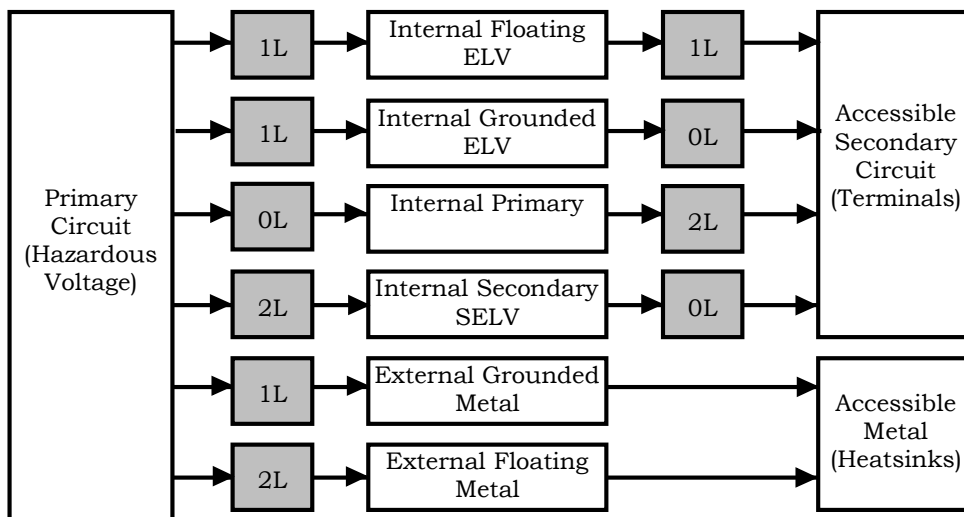 Primary
Circuit
(Hazardous
Voltage)
1L
Internal Floating
ELV
1L
1L
Internal Grounded
ELV
0L
0L
Internal Primary
2L
2L
Internal Secondary
SELV
0L
Accessible
Secondary
Circuit
(Terminals)
1L
External Grounded
Metal
2L
External Floating
Metal
Accessible
Metal
(Heatsinks)